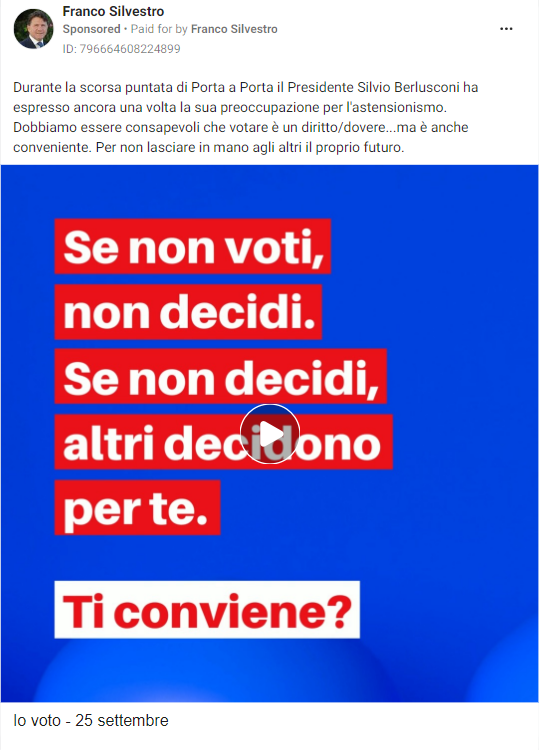 Franco Silvestro
Sponsored • Paid for by Franco Silvestro
ID: 796664608224899
Durante la scorsa puntata di Porta a Porta il Presidente Silvio Berlusconi ha
espresso ancora una volta la sua preoccupazione per l'astensionismo.
Dobbiamo essere consapevoli che votare è un diritto/dovere...ma è anche
conveniente. Per non lasciare in mano agli altri il proprio futuro.
Se non voti,
non decidi.
Se non decidi,
altri decidono
per te.
Ti conviene?
Io voto - 25 settembre